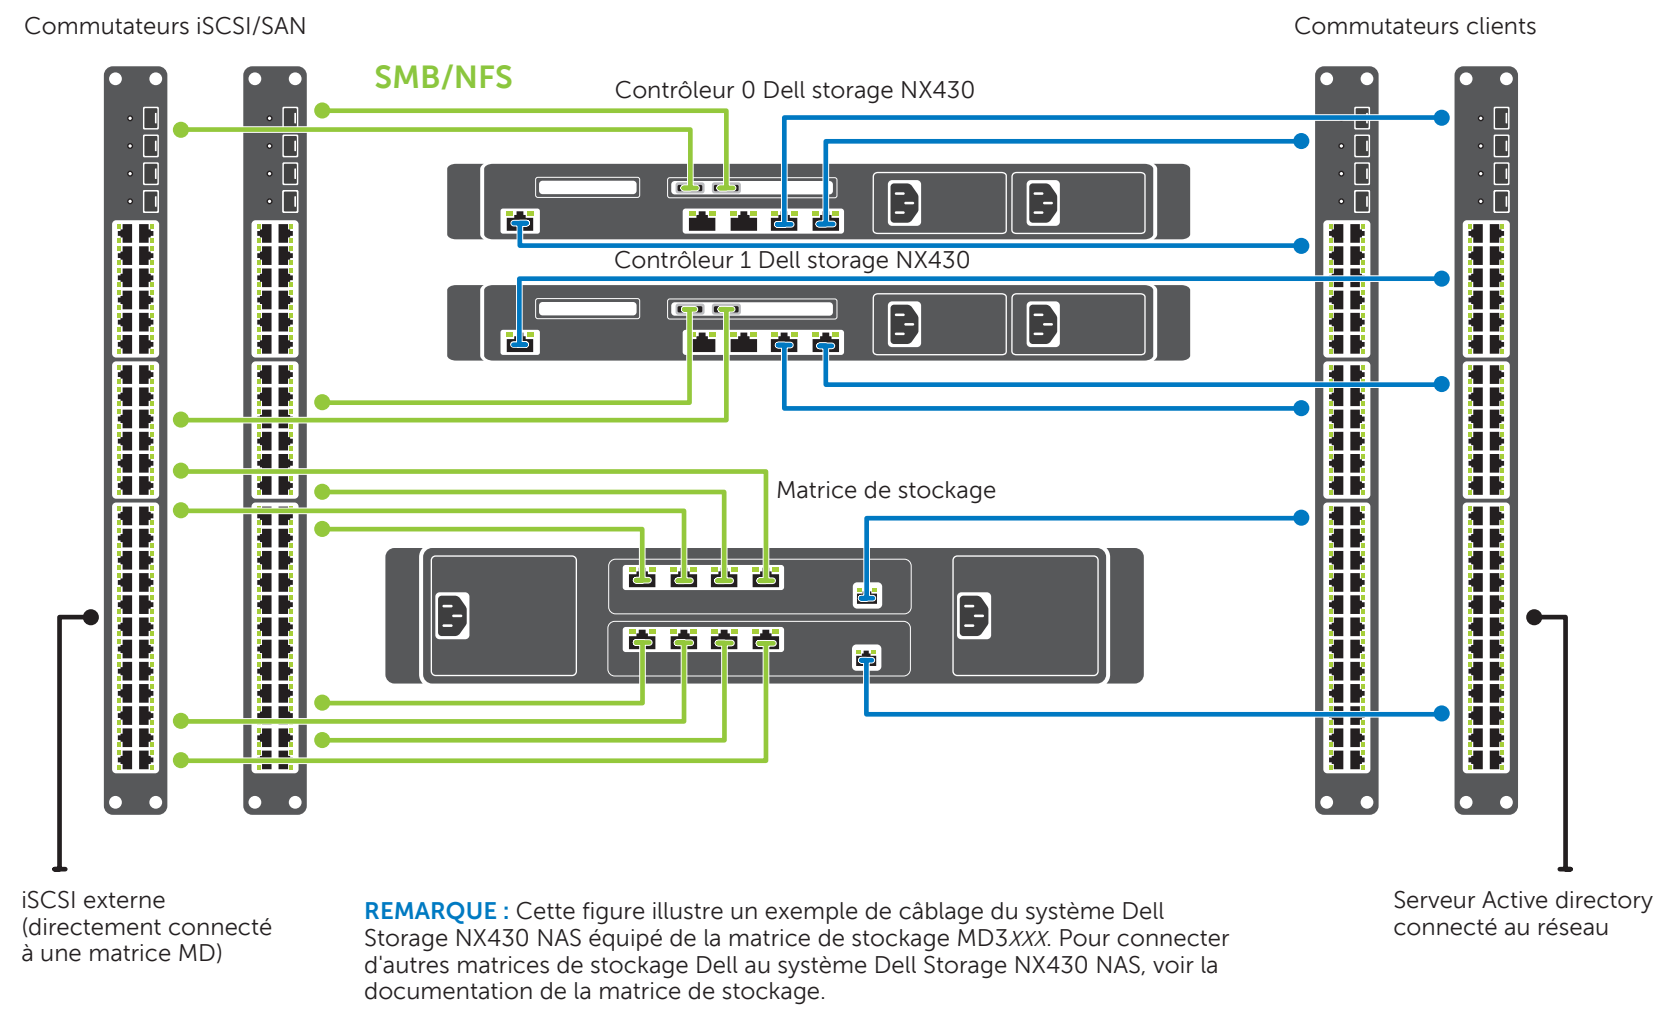 Commutateurs iSCSI/SAN
Commutateurs clients
SMB/NFS
Contrôleur 0 Dell storage NX430
Contrôleur 1 Dell storage NX430
Matrice de stockage
iSCSI externe
(directement connecté
à une matrice MD)
REMARQUE : Cette figure illustre un exemple de câblage du système Dell
Storage NX430 NAS équipé de la matrice de stockage MD3XXX. Pour connecter
d'autres matrices de stockage Dell au système Dell Storage NX430 NAS, voir la
documentation de la matrice de stockage.
Serveur Active directory
connecté au réseau